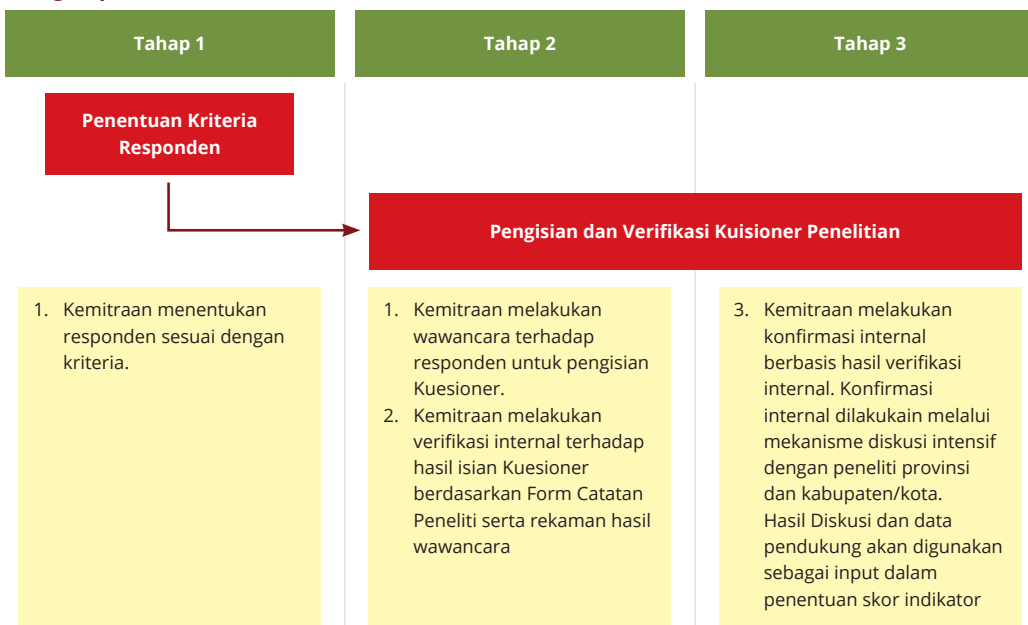 Tahap 1
Tahap 2
Tahap 3
Penentuan Kriteria
Responden
Pengisian dan Verifikasi Kuisioner Penelitian
1. Kemitraan menentukan
responden sesuai dengan
kriteria.
1. Kemitraan melakukan
wawancara terhadap
responden untuk pengisian
Kuesioner.
2. Kemitraan melakukan
verifikasi internal terhadap
hasil isian Kuesioner
berdasarkan Form Catatan
Peneliti serta rekaman hasil
wawancara
3. Kemitraan melakukan
konfirmasi internal
berbasis hasil verifikasi
internal. Konfirmasi
internal dilakukain melalui
mekanisme diskusi intensif
dengan peneliti provinsi
dan kabupaten/kota.
Hasil Diskusi dan data
pendukung akan digunakan
sebagai input dalam
penentuan skor indikator